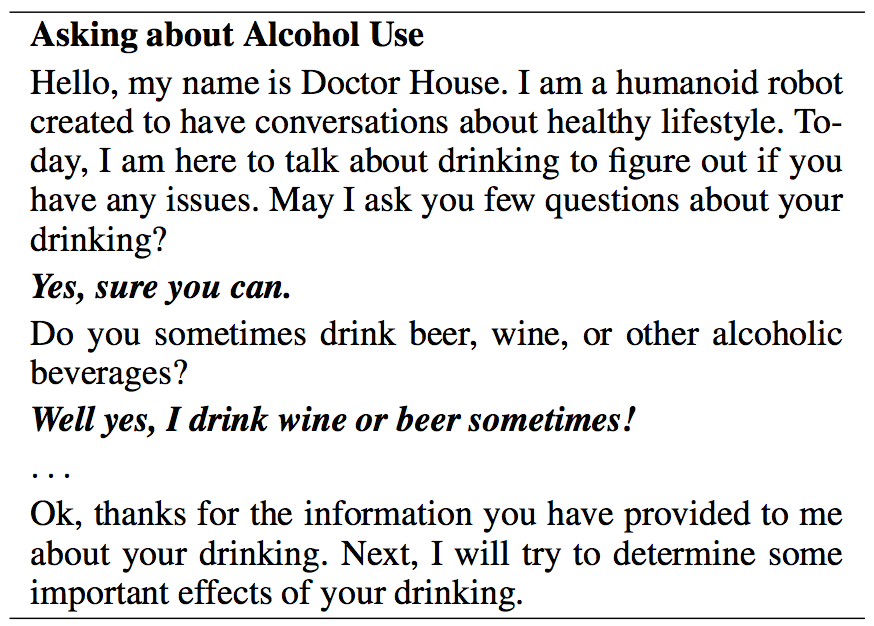 Asking about Alcohol Use
Hello, my name is Doctor House. I am a humanoid robot
created to have conversations about healthy lifestyle. To-
day, I am here to talk about drinking to figure out if you
have any issues. May I ask you few questions about your
drinking?
Yes, sure you can.
Do you sometimes drink beer, wine, or other alcoholic
beverages?
Well yes, I drink wine or beer sometimes!
...
Ok, thanks for the information you have provided to me
about your drinking. Next, I will try to determine some
important effects of your drinking.